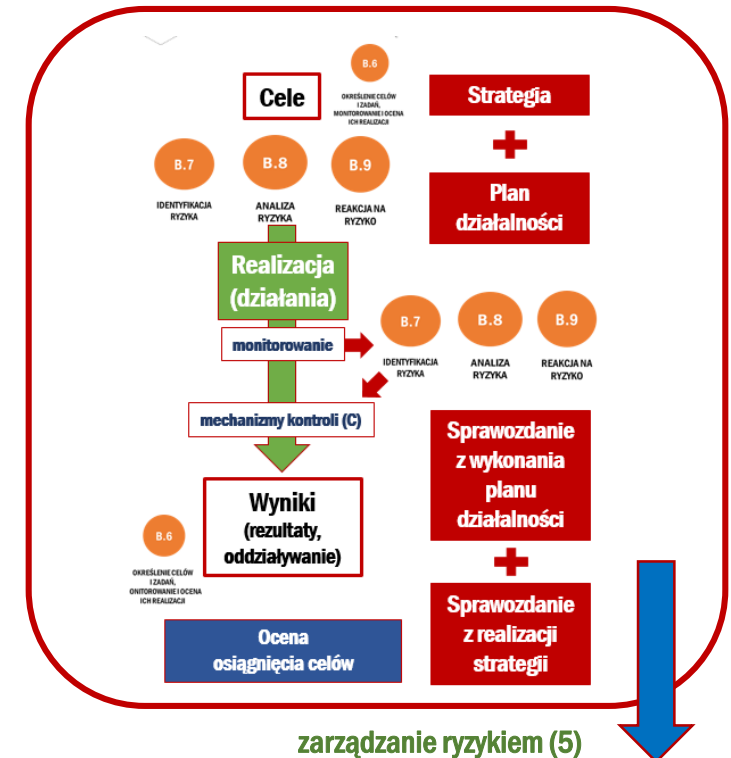 B.6
Cele
OKREŚLENIE CELÓW
I ZADAŃ,
MONITOROWANIE I OCENA
ICH REALIZACJI
Strategia
B.7
B.8
B.9
IDENTYFIKACJA
RYZYKA
ANALIZA
RYZYKA
REAKCJA NA
RYZYKO
Plan
działalności
Realizacja
(działania)
monitorowanie
B.7
B.8
B.9
IDENTYFIKACJA
RYZYKA
ANALIZA
RYZYKA
REAKCJA NA
RYZYKO
mechanizmy kontroli (C)
Sprawozdanie
z wykonania
planu
działalności
Wyniki
(rezultaty,
oddziaływanie)
B.6
OKREŚLENIE CELÓW
I ZADAŃ,
ONITOROWANIE I OCENA
ICH REALIZACJI
Sprawozdanie
z realizacji
strategii
Ocena
osiągnięcia celów
zarządzanie ryzykiem (5)